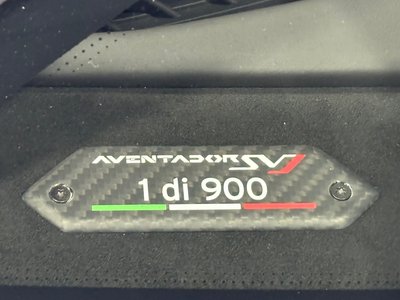 AVENTADOR SVJ
1 di 900